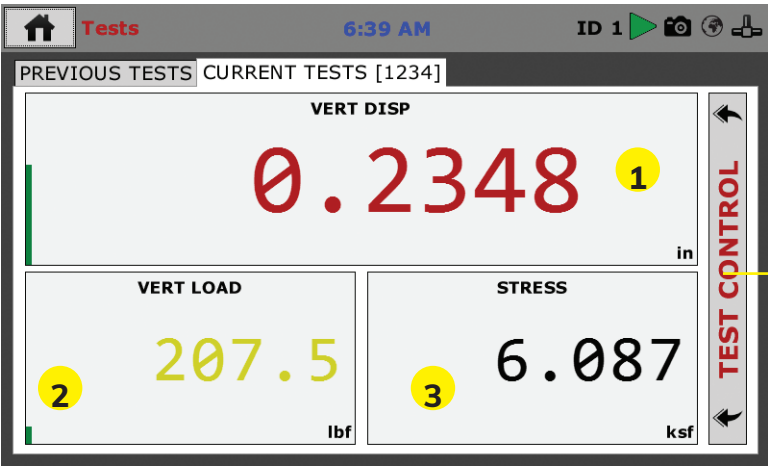 Tests 6:39 AM ID 1
PREVIOUS TESTS CURRENT TESTS [1234]
VERT DISP
0.2348
1
in
VERT LOAD
207.5
2
lbf
STRESS
6.087
3
ksf
TEST CONTROL